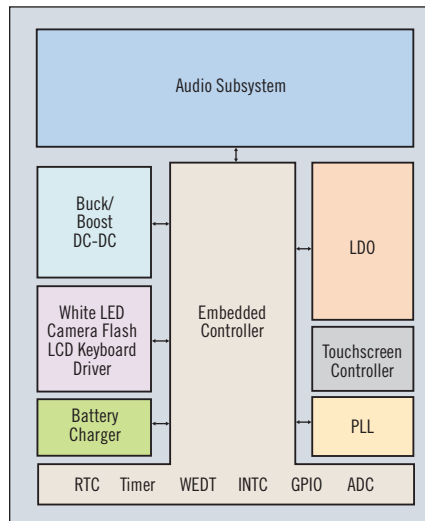 Audio Subsystem
Buck/
Boost
DC-DC
LDO
White LED
Camera Flash
LCD Keyboard
Driver
Embedded
Controller
Touchscreen
Controller
Battery
Charger
PLL
RTC Timer WEDT INTC GPIO ADC